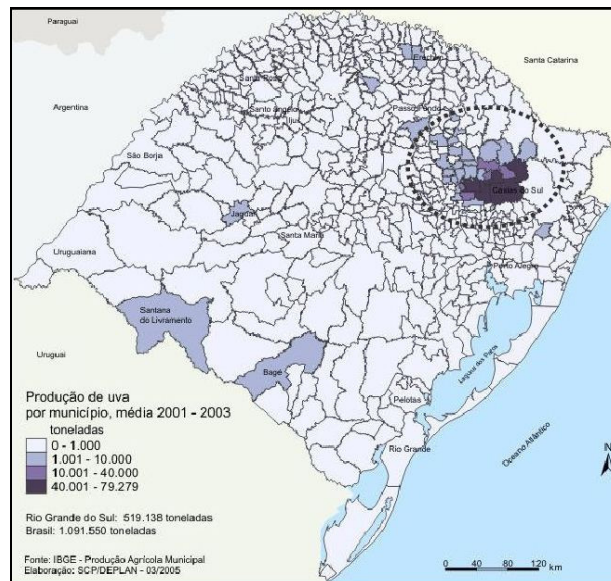 Paraguai
Santa Catarina
Erechim
Santa Rosa
Argentina
Passo Fundo
Santo Ângelo
Ijuí
São Borja
Caxias do Sul
Jaguari
Santa Maria
Uruguaiana
Porto Alegre
Santana
do Livramento
Uruguai
Bagé
Laguna dos Patos
Produção de uva
por município, média 2001 - 2003
toneladas
0 - 1.000
1.001 - 10.000
10.001 - 40.000
40.001 - 79.279
Pelotas
Rio Grande
Oceano Atlântico
N
Rio Grande do Sul: 519.138 toneladas
Brasil: 1.091.550 toneladas
Fonte: IBGE - Produção Agrícola Municipal
Elaboração: SCP/DEPLAN - 03/2005
0 40 80 120
km